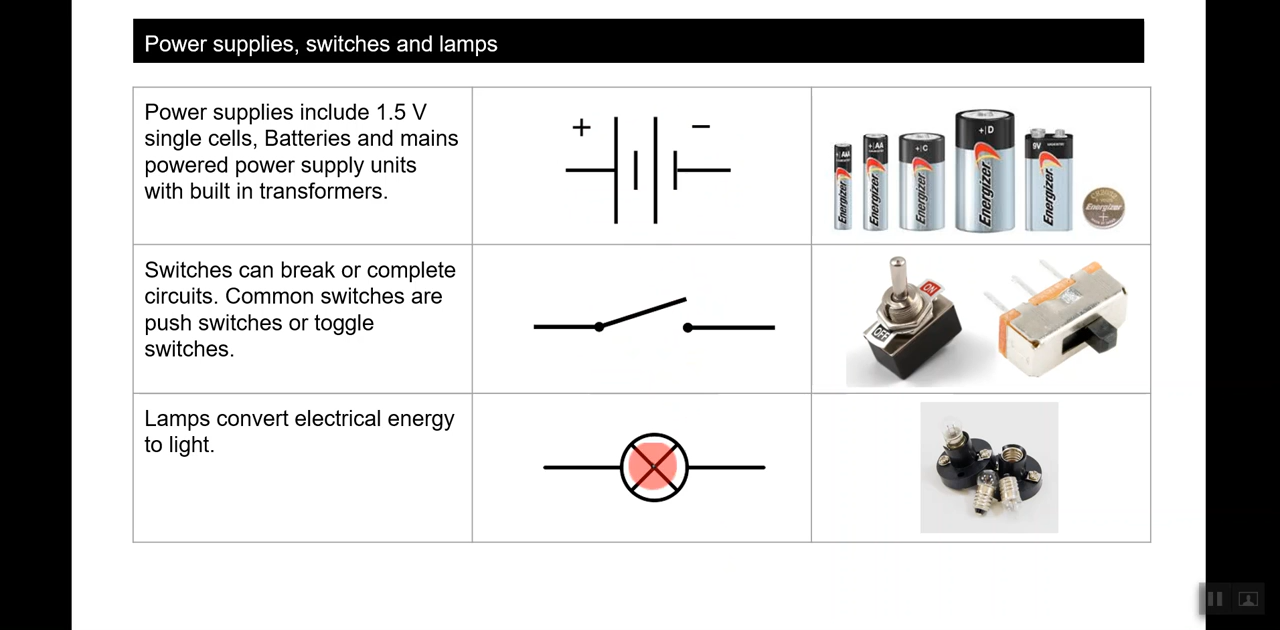 Power supplies, switches and lamps
Power supplies include 1.5 V
single cells, Batteries and mains
powered power supply units
with built in transformers.
+ −
+|AAA
+|AA
+|C
+|D
9V
Energizer
Energizer
Energizer
Energizer
Energizer
Energizer
+
Switches can break or complete
circuits. Common switches are
push switches or toggle
switches.
ON
OFF
Lamps convert electrical energy
to light.